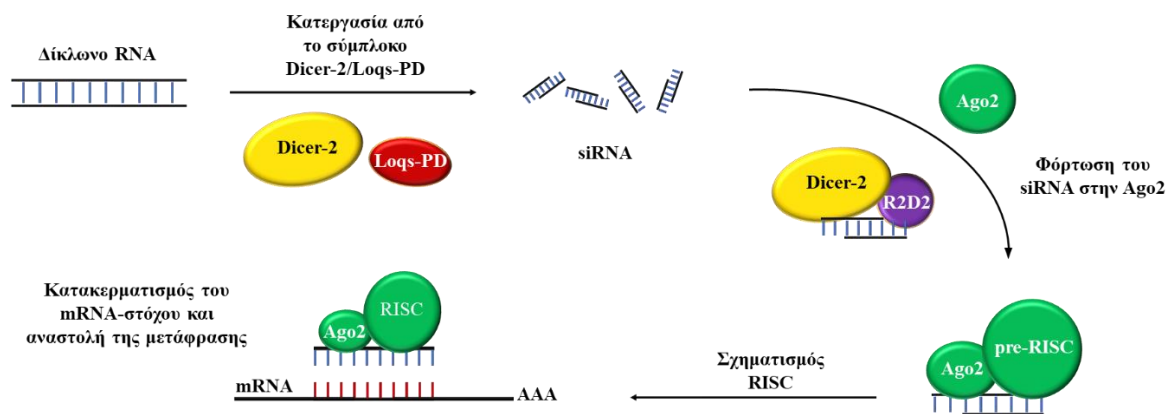 Δίκλωνο RNA
Κατεργασία από
το σύμπλοκο
Dicer-2/Loqs-PD
Dicer-2
Loqs-PD
siRNA
Ago2
Dicer-2
R2D2
Φόρτωση του
siRNA στην Ago2
Κατακερματισμός του
mRNA-στόχου και
αναστολή της μετάφρασης
RISC
Ago2
mRNA
AAA
Σχηματισμός
RISC
pre-RISC
Ago2